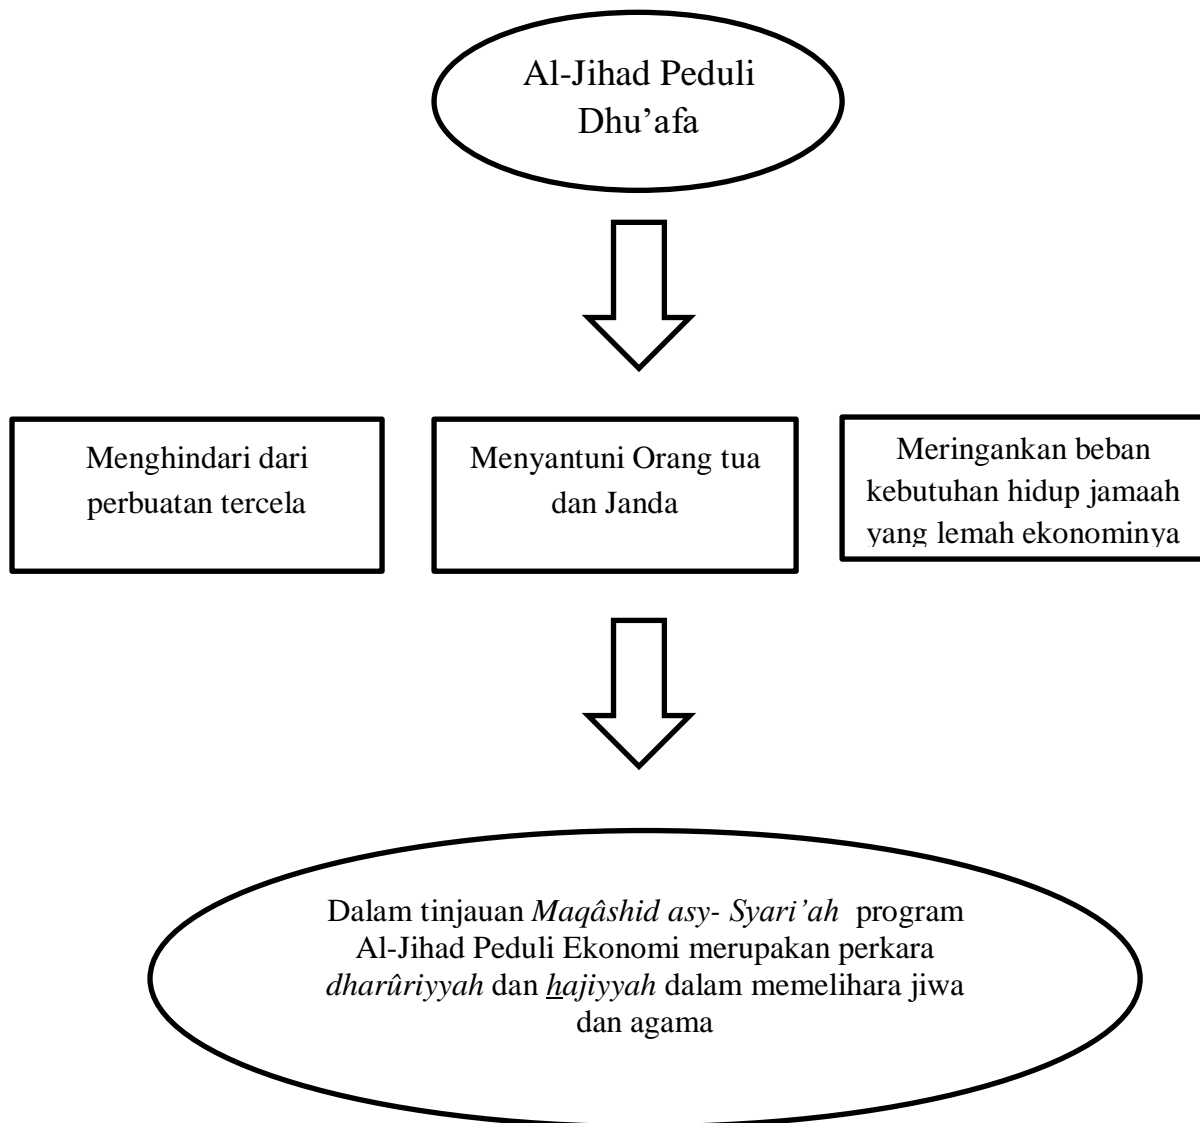 Al-Jihad Peduli
Dhu’afa
Menghindari dari
perbuatan tercela
Menyantuni Orang tua
dan Janda
Meringankan beban
kebutuhan hidup jamaah
yang lemah ekonominya
Dalam tinjauan Maqâshid asy- Syari’ah program
Al-Jihad Peduli Ekonomi merupakan perkara
dharûriyyah dan hajiyyah dalam memelihara jiwa
dan agama